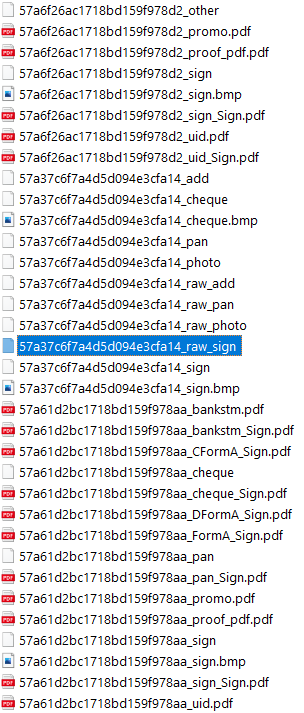 57a6f26ac1718bd159f978d2_other
57a6f26ac1718bd159f978d2_promo.pdf
57a6f26ac1718bd159f978d2_proof_pdf.pdf
57a6f26ac1718bd159f978d2_sign
57a6f26ac1718bd159f978d2_sign.bmp
57a6f26ac1718bd159f978d2_sign_Sign.pdf
57a6f26ac1718bd159f978d2_uid.pdf
57a6f26ac1718bd159f978d2_uid_Sign.pdf
57a37c6f7a4d5d094e3cfa14_add
57a37c6f7a4d5d094e3cfa14_cheque
57a37c6f7a4d5d094e3cfa14_cheque.bmp
57a37c6f7a4d5d094e3cfa14_pan
57a37c6f7a4d5d094e3cfa14_photo
57a37c6f7a4d5d094e3cfa14_raw_add
57a37c6f7a4d5d094e3cfa14_raw_pan
57a37c6f7a4d5d094e3cfa14_raw_photo
57a37c6f7a4d5d094e3cfa14_raw_sign
57a37c6f7a4d5d094e3cfa14_sign
57a37c6f7a4d5d094e3cfa14_sign.bmp
57a61d2bc1718bd159f978aa_bankstm.pdf
57a61d2bc1718bd159f978aa_bankstm_Sign.pdf
57a61d2bc1718bd159f978aa_CFormA_Sign.pdf
57a61d2bc1718bd159f978aa_cheque
57a61d2bc1718bd159f978aa_cheque_Sign.pdf
57a61d2bc1718bd159f978aa_DFormA_Sign.pdf
57a61d2bc1718bd159f978aa_FormA_Sign.pdf
57a61d2bc1718bd159f978aa_pan
57a61d2bc1718bd159f978aa_pan_Sign.pdf
57a61d2bc1718bd159f978aa_promo.pdf
57a61d2bc1718bd159f978aa_proof_pdf.pdf
57a61d2bc1718bd159f978aa_sign
57a61d2bc1718bd159f978aa_sign.bmp
57a61d2bc1718bd159f978aa_sign_Sign.pdf
57a61d2bc1718bd159f978aa_uid.pdf